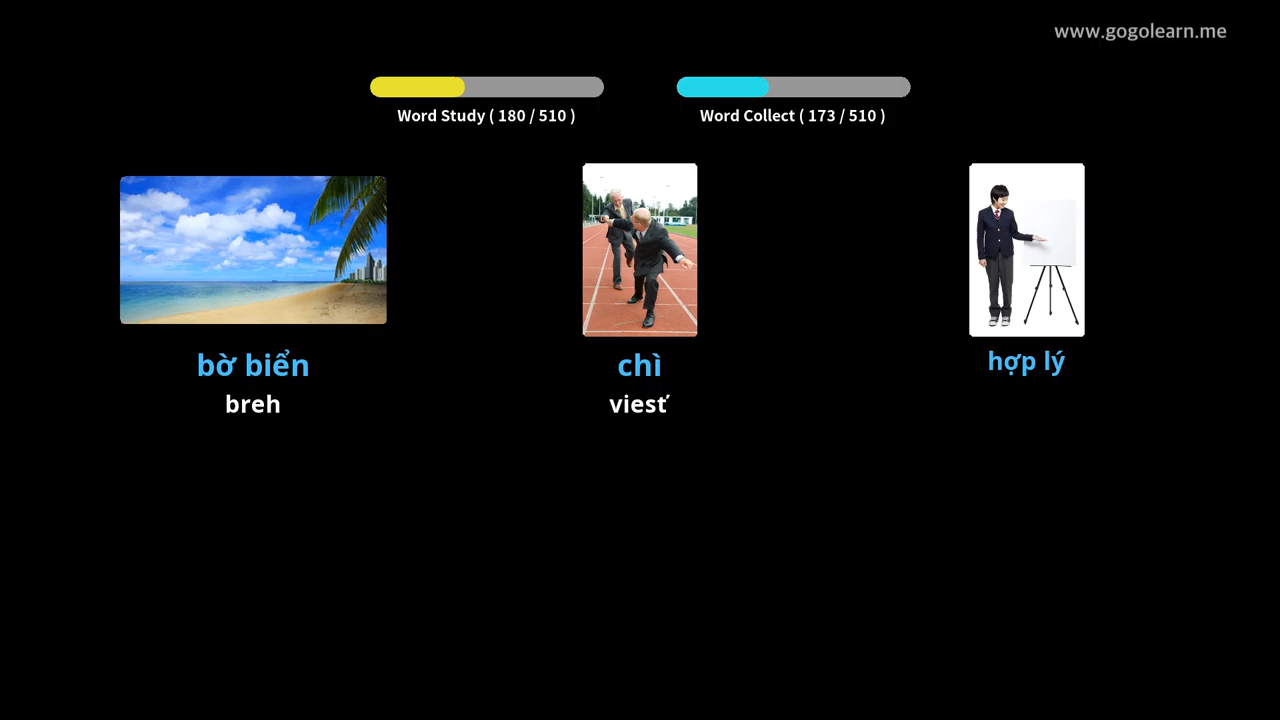 www.gogolearn.me
Word Study ( 180 / 510 )
Word Collect ( 173 / 510 )
bờ biển
breh
chì
viesť
hợp lý